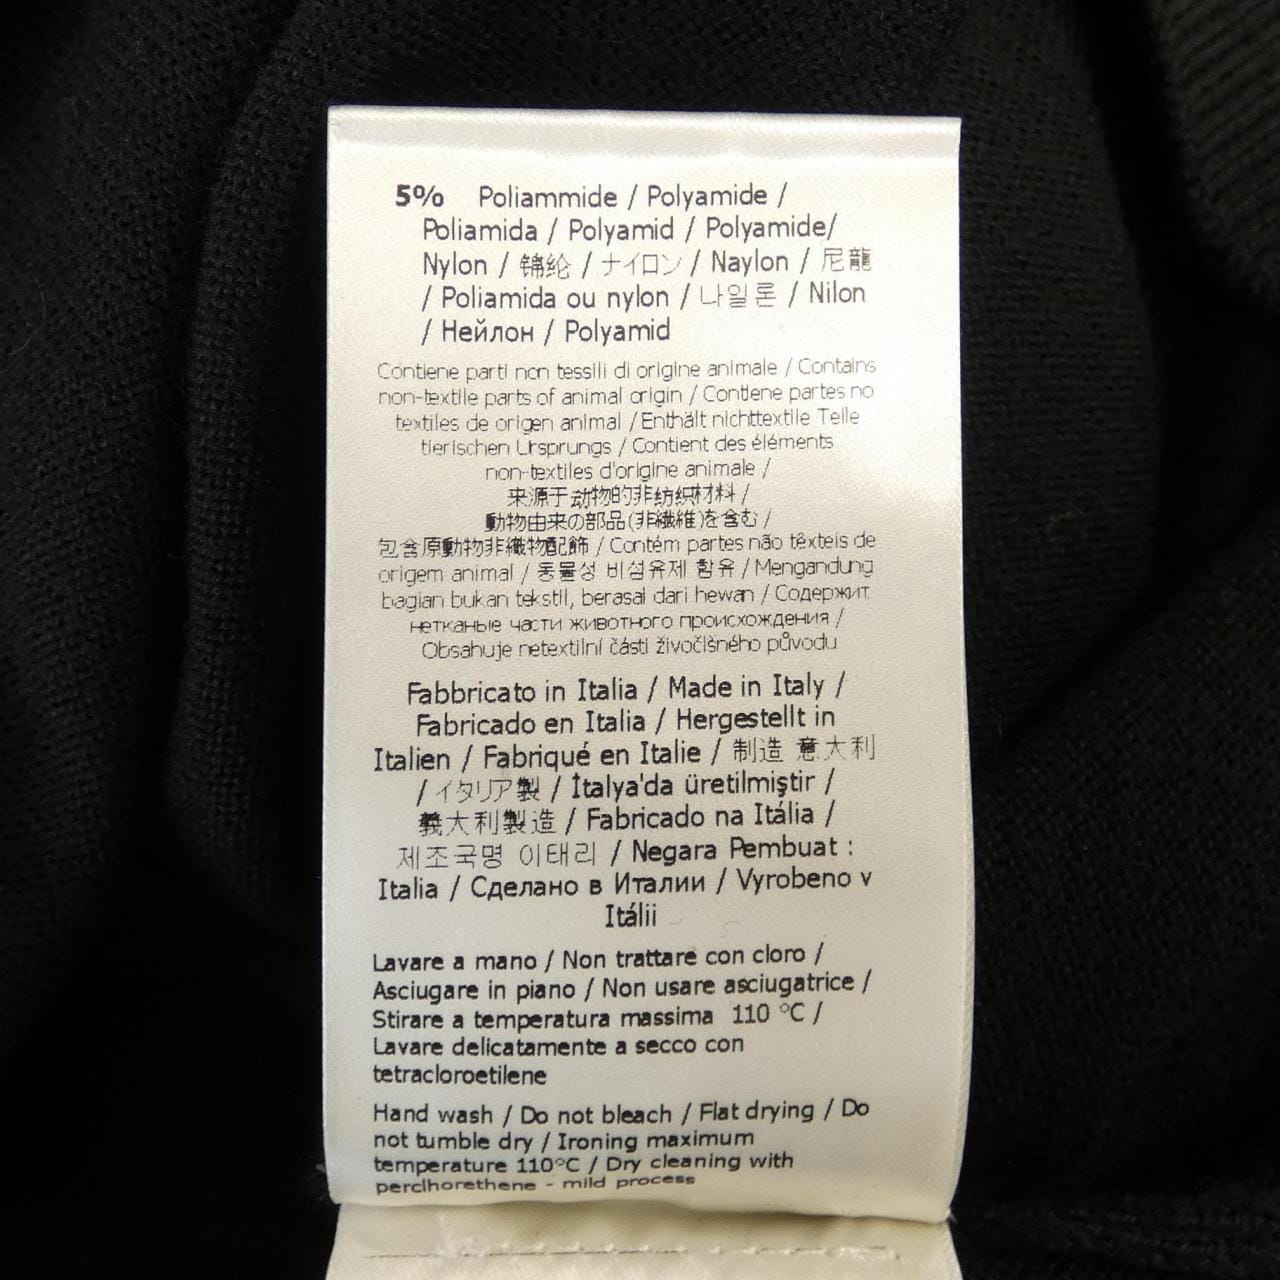 5% Poliammide / Polyamide /
Poliamida / Polyamid / Polyamide/
Nylon / 锦纶 / ナイロン / Naylon / 尼龍
/ Poliamida ou nylon / 나일론 / Nilon
/ Нейлон / Polyamid
Contiene parti non tessili di origine animale / Contains
non-textile parts of animal origin / Contiene partes no
textiles de origen animal / Enthält nichttextile Teile
tierischen Ursprungs / Contient des éléments
non-textiles d'origine animale /
来源于动物的非纺织材料 /
動物由来の部品(非繊維)を含む /
包含原動物非織物配飾 / Contém partes não têxteis de
origem animal / 동물성 비섬유제 함유 / Mengandung
bagian bukan tekstil, berasal dari hewan / Содержит
нетканые части животного происхождения /
Obsahuje netextilní části živočišného původu
Fabbricato in Italia / Made in Italy /
Fabricado en Italia / Hergestellt in
Italien / Fabriqué en Italie / 制造 意大利
/ イタリア製 / İtalya'da üretilmiştir /
義大利製造 / Fabricado na Itália /
제조국명 이태리 / Negara Pembuat :
Italia / Сделано в Италии / Vyrobeno v
Itálii
Lavare a mano / Non trattare con cloro /
Asciugare in piano / Non usare asciugatrice /
Stirare a temperatura massima 110 °C /
Lavare delicatamente a secco con
tetracloroetilene
Hand wash / Do not bleach / Flat drying / Do
not tumble dry / Ironing maximum
temperature 110°C / Dry cleaning with
perclhorethene - mild process